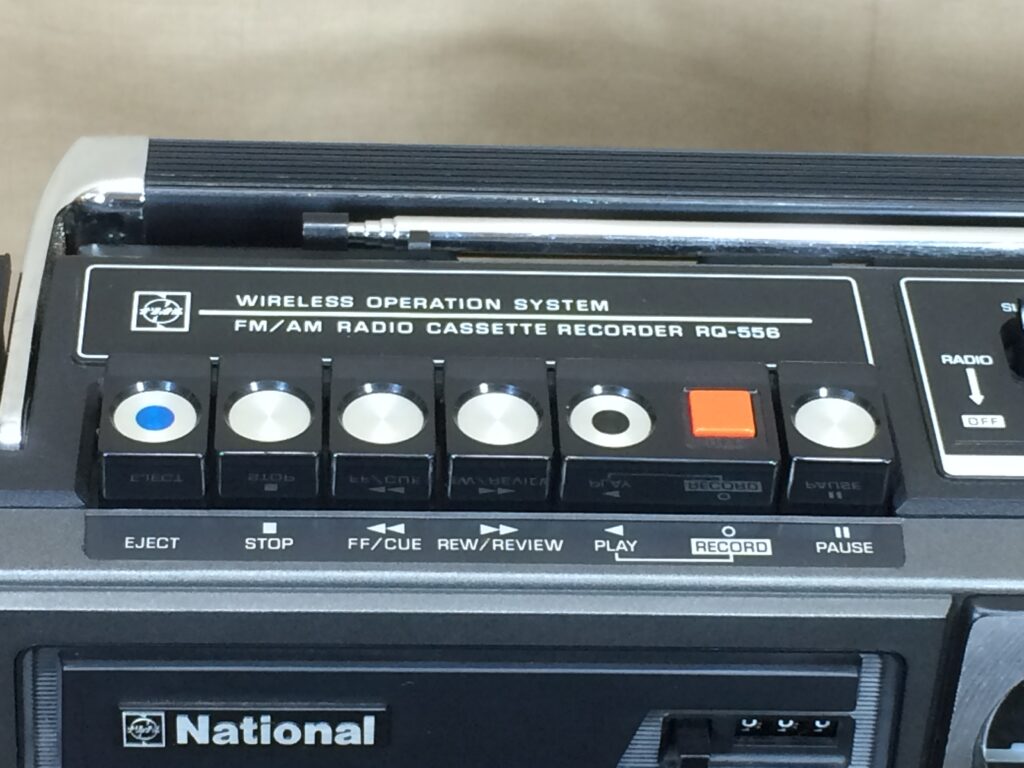 WIRELESS OPERATION SYSTEM
FM/AM RADIO CASSETTE RECORDER RQ-556
RADIO
OFF
EJECT
STOP
FF/CUE
REW/REVIEW
PLAY
RECORD
PAUSE
National